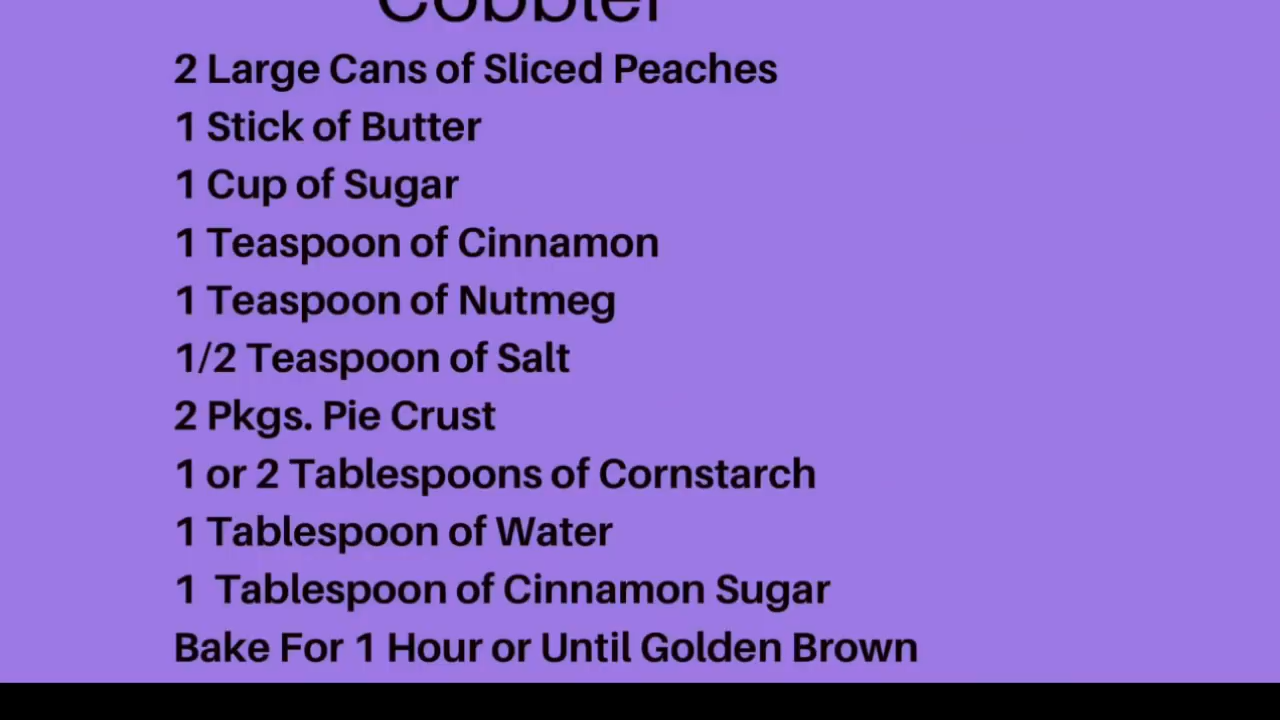 Cobbler
2 Large Cans of Sliced Peaches
1 Stick of Butter
1 Cup of Sugar
1 Teaspoon of Cinnamon
1 Teaspoon of Nutmeg
1/2 Teaspoon of Salt
2 Pkgs. Pie Crust
1 or 2 Tablespoons of Cornstarch
1 Tablespoon of Water
1 Tablespoon of Cinnamon Sugar
Bake For 1 Hour or Until Golden Brown